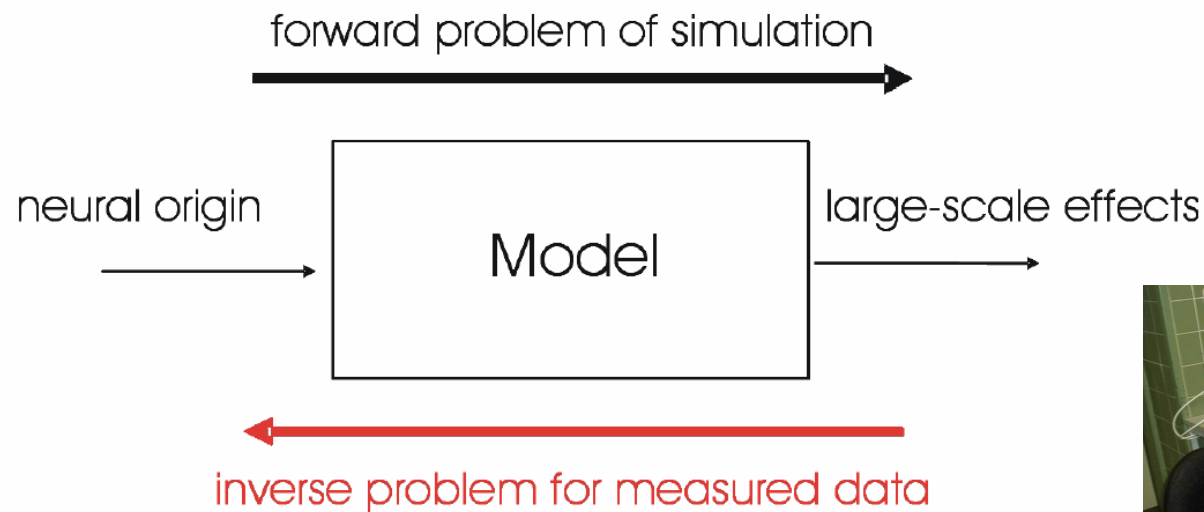 forward problem of simulation
neural origin
Model
large-scale effects
inverse problem for measured data